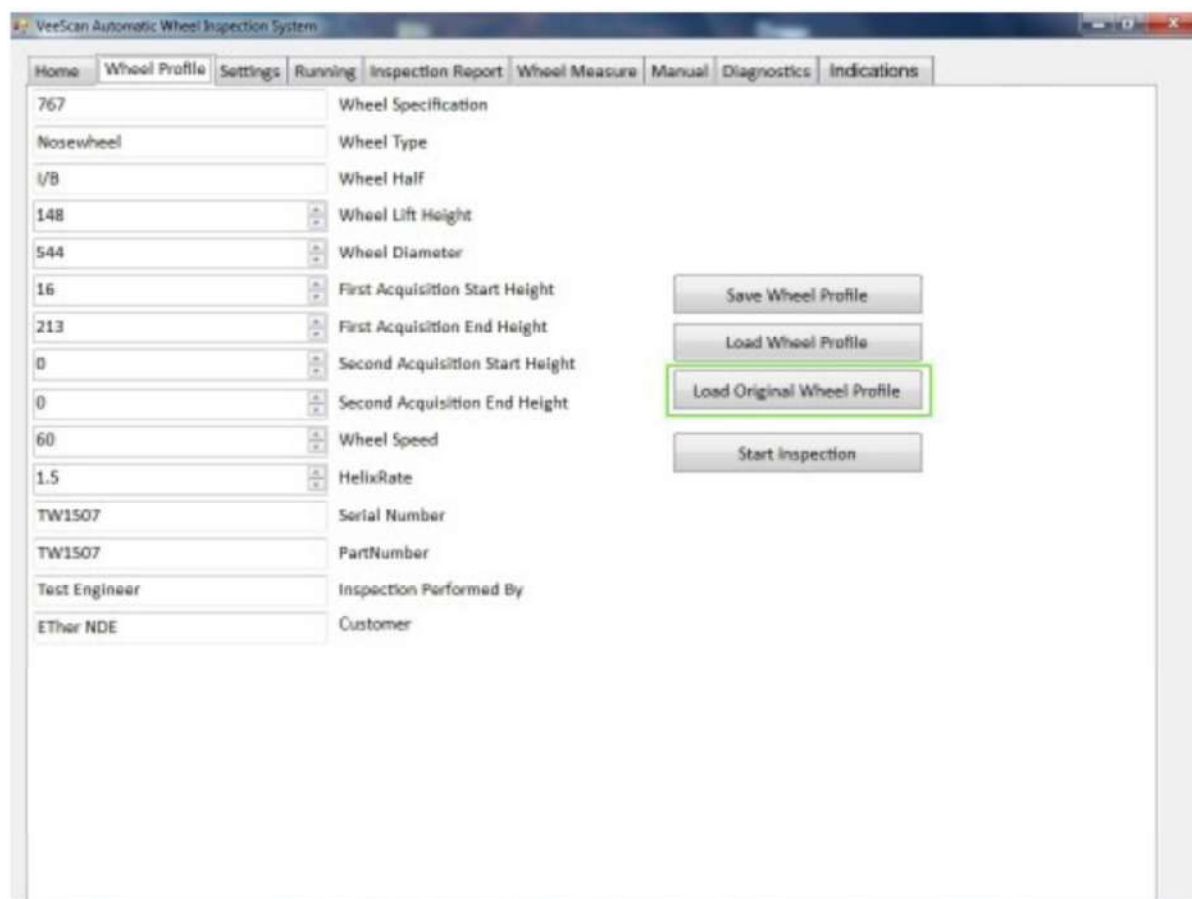 VeeScan Automatic Wheel Inspection System
Home Wheel Profile Settings Running Inspection Report Wheel Measure Manual Diagnostics Indications
767 Wheel Specification
Nosewheel Wheel Type
I/B Wheel Half
148 Wheel Lift Height
544 Wheel Diameter
16 First Acquisition Start Height
213 First Acquisition End Height
0 Second Acquisition Start Height
0 Second Acquisition End Height
60 Wheel Speed
1.5 HelixRate
TW1507 Serial Number
TW1507 PartNumber
Test Engineer Inspection Performed By
ETher NDE Customer
Save Wheel Profile
Load Wheel Profile
Load Original Wheel Profile
Start Inspection